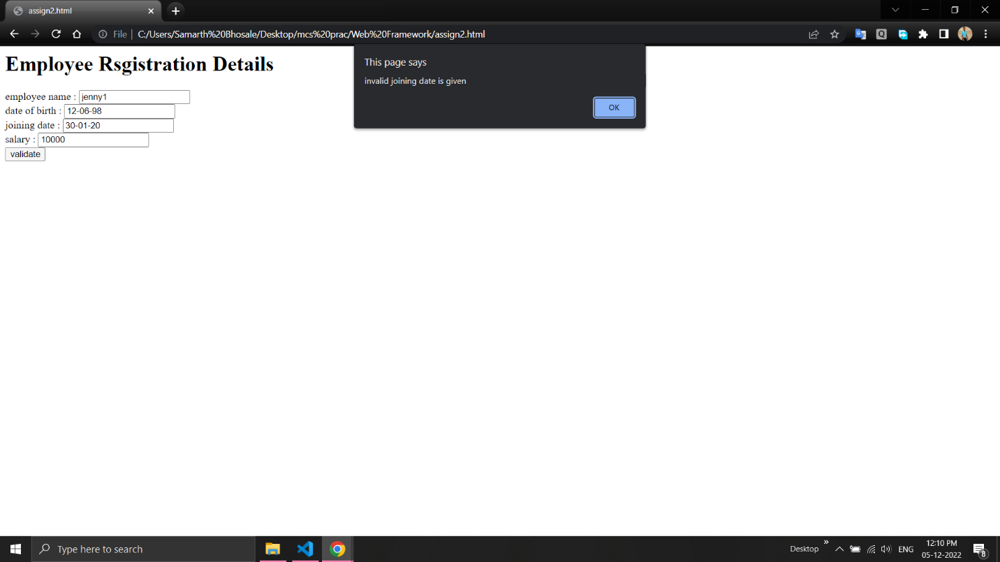 assign2.html
File
C:/Users/Samarth%20Bhosale/Desktop/mcs%20prac/Web%20Framework/assign2.html
This page says
invalid joining date is given
OK
Employee Rsgistration Details
employee name : jenny1
date of birth : 12-06-98
joining date : 30-01-20
salary : 10000
validate
Type here to search
Desktop
ENG
12:10 PM
05-12-2022
8